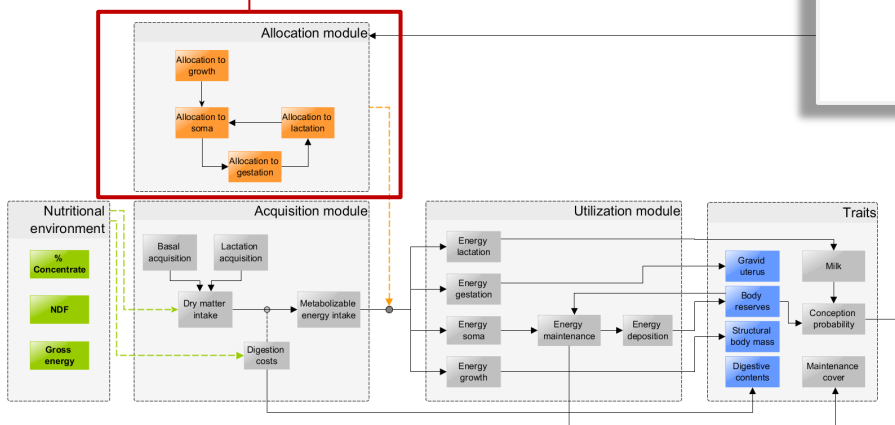 Allocation module
Allocation to
growth
Allocation to
soma
Allocation to
lactation
Allocation to
gestation
Nutritional
environment
%
Concentrate
NDF
Gross
energy
Acquisition module
Basal
acquisition
Lactation
acquisition
Dry matter
intake
Metabolizable
energy intake
Digestion
costs
Utilization module
Energy
lactation
Energy
gestation
Energy
soma
Energy
maintenance
Energy
deposition
Energy
growth
Traits
Gravid
uterus
Milk
Body
reserves
Conception
probability
Structural
body mass
Digestive
contents
Maintenance
cover